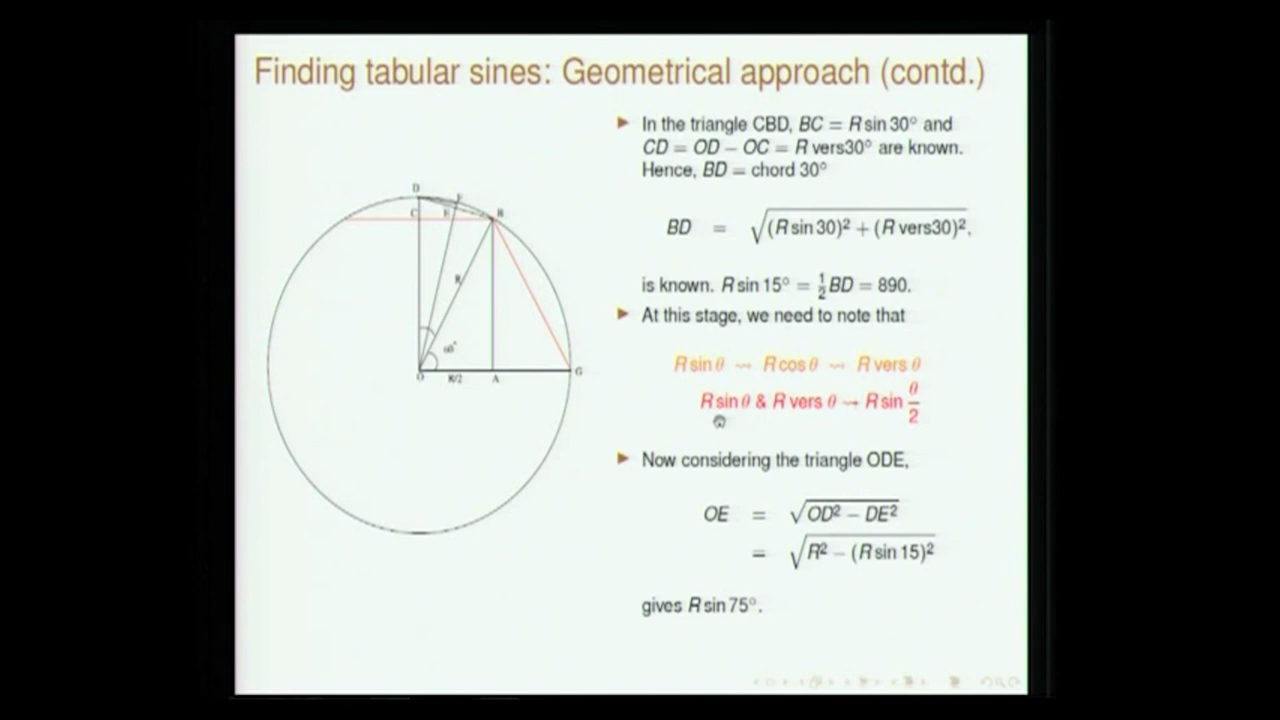 Finding tabular sines: Geometrical approach (contd.)
▶ In the triangle CBD, BC = R sin 30° and
CD = OD − OC = R vers30° are known.
Hence, BD = chord 30°
BD = √(R sin 30)² + (R vers30)²,
is known. R sin 15° = ½BD = 890.
▶ At this stage, we need to note that
R sin θ ⇝ R cos θ ⇝ R vers θ
R sin θ & R vers θ ⇝ R sin θ/2
▶ Now considering the triangle ODE,
OE = √OD² − DE²
= √R² − (R sin 15)²
gives R sin 75°.
D
F
C
E
B
R
60°
O
R/2
A
G